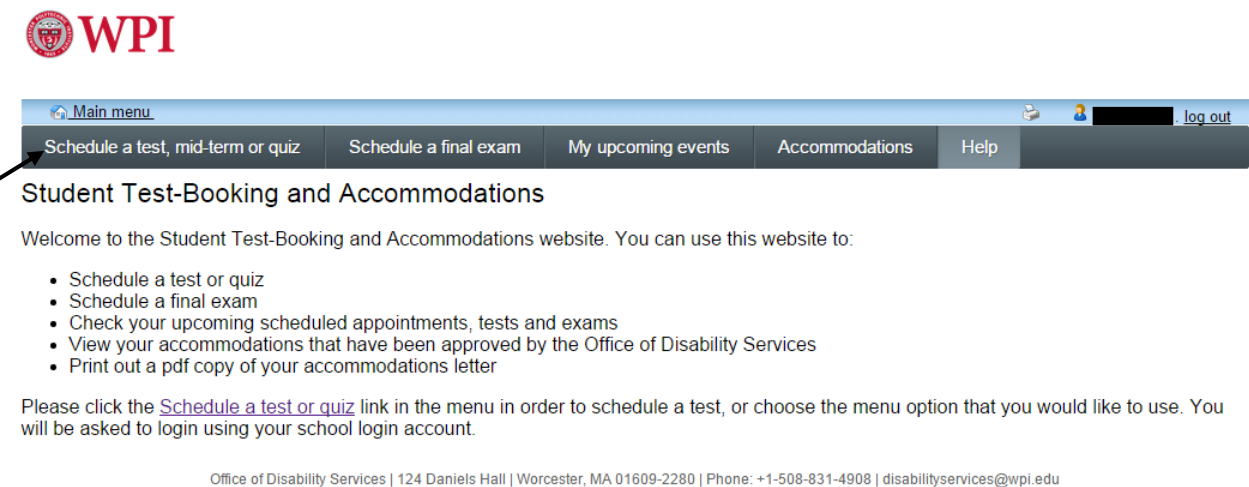 WPI
Main menu
. log out
Schedule a test, mid-term or quiz Schedule a final exam My upcoming events Accommodations Help
Student Test-Booking and Accommodations
Welcome to the Student Test-Booking and Accommodations website. You can use this website to:
• Schedule a test or quiz
• Schedule a final exam
• Check your upcoming scheduled appointments, tests and exams
• View your accommodations that have been approved by the Office of Disability Services
• Print out a pdf copy of your accommodations letter
Please click the Schedule a test or quiz link in the menu in order to schedule a test, or choose the menu option that you would like to use. You
will be asked to login using your school login account.
Office of Disability Services | 124 Daniels Hall | Worcester, MA 01609-2280 | Phone: +1-508-831-4908 | disabilityservices@wpi.edu